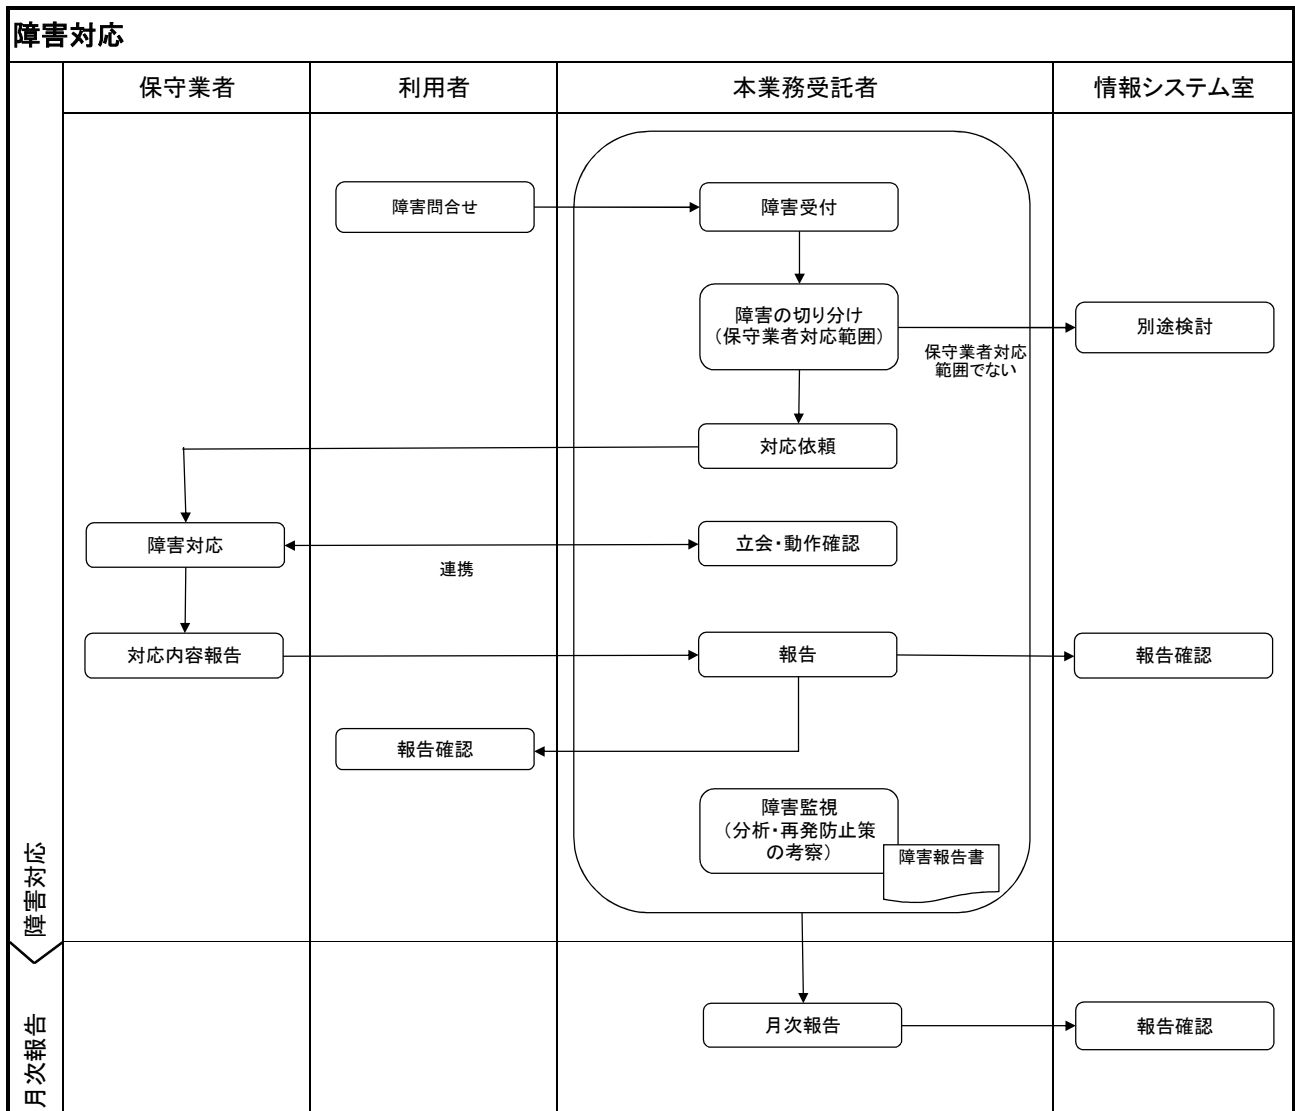 障害対応
保守業者
利用者
本業務受託者
情報システム室
障害問合せ
障害受付
障害の切り分け
（保守業者対応範囲）
別途検討
保守業者対応
範囲でない
対応依頼
障害対応
立会・動作確認
連携
対応内容報告
報告
報告確認
報告確認
障害監視
（分析・再発防止策
の考察）
障害報告書
障害対応
月次報告
報告確認
月次報告